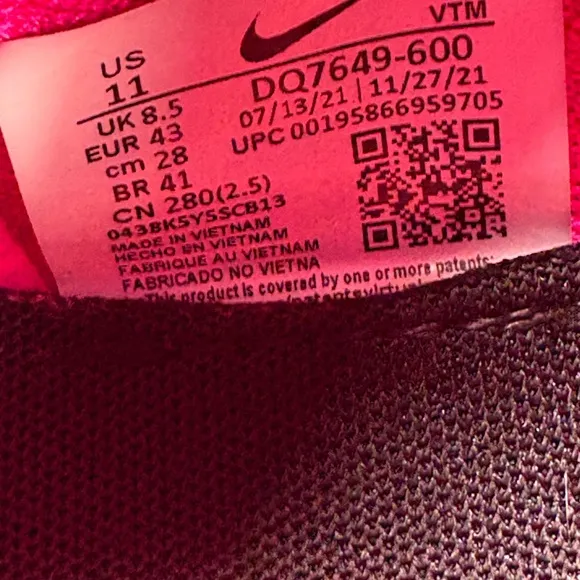 VTM
US
11
UK 8.5
EUR 43
cm 28
BR 41
CN 280(2.5)
DQ7649-600
07/13/21 | 11/27/21
UPC 00195866959705
043BK5Y5SCB13
MADE IN VIETNAM
HECHO EN VIETNAM
FABRIQUE AU VIETNAM
FABRICADO NO VIETNA
This product is covered by one or more patents: